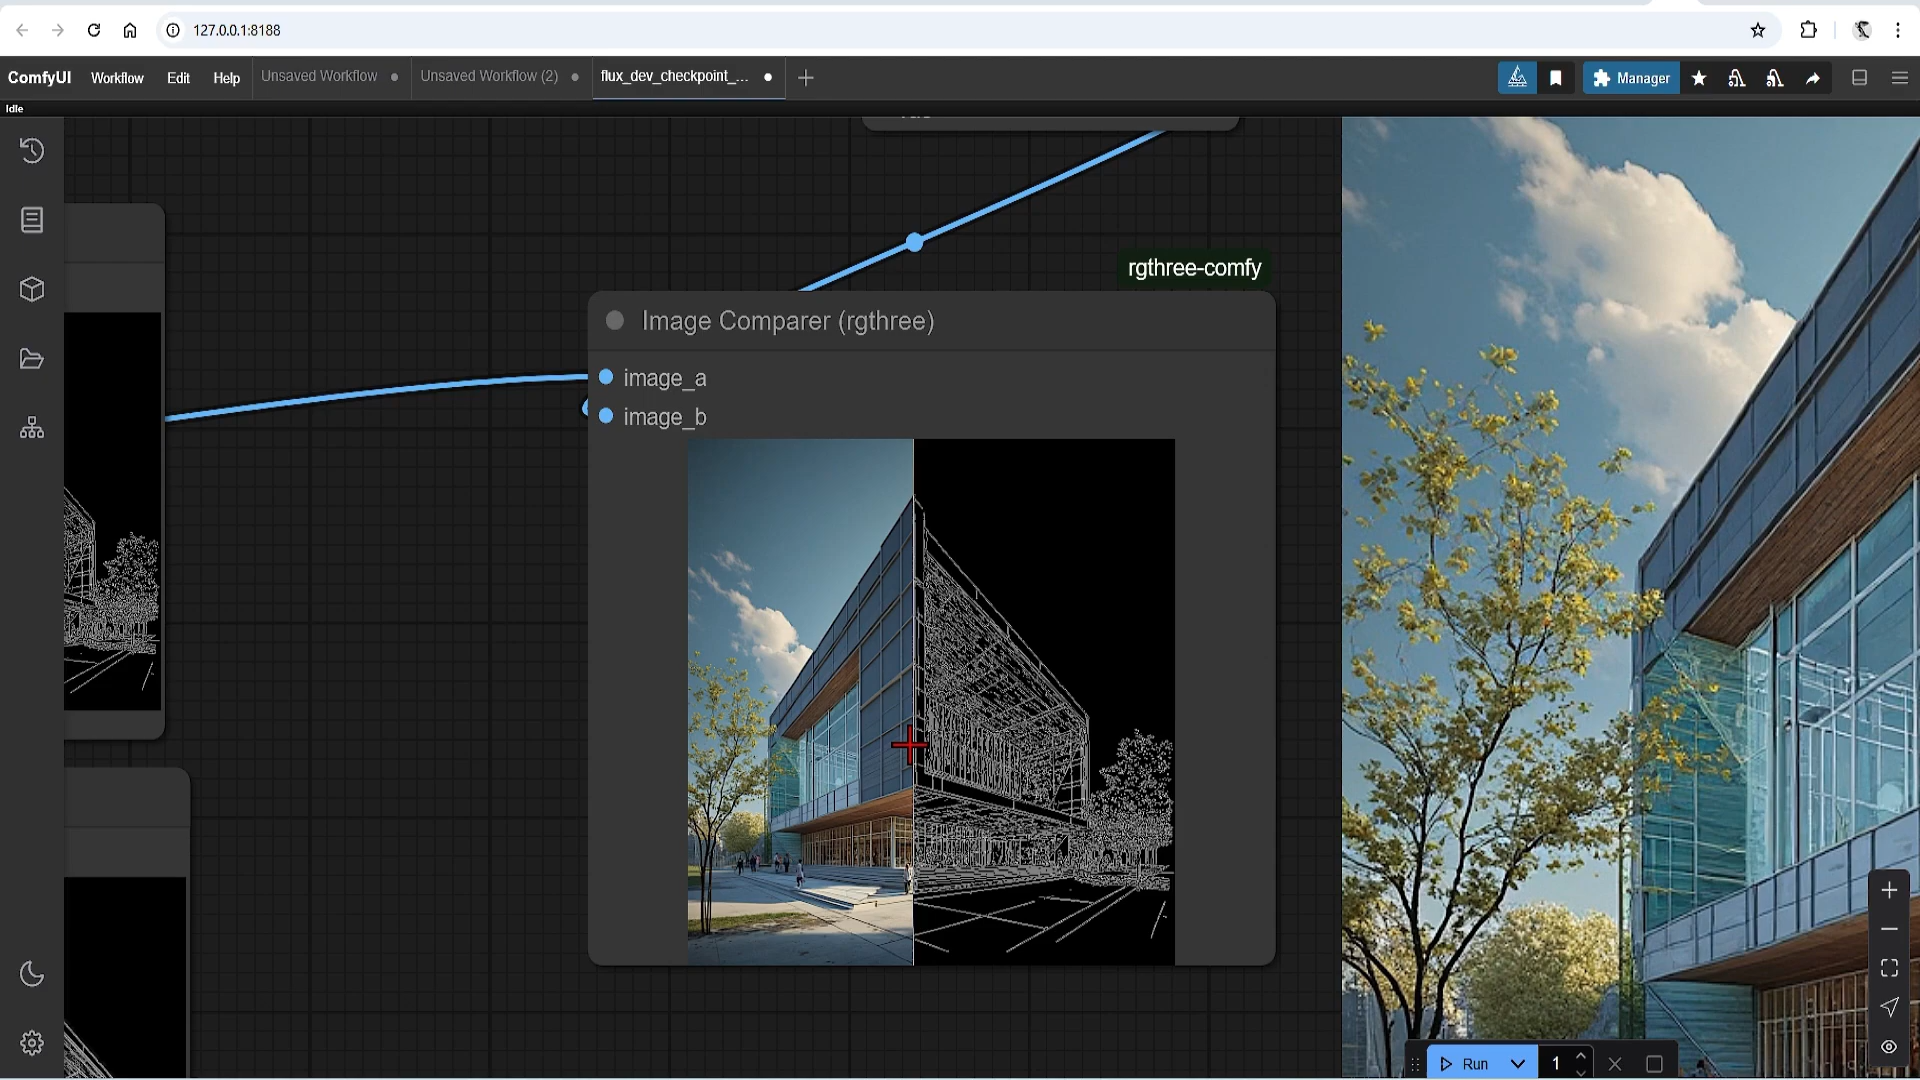 127.0.0.1:8188
ComfyUI Workflow Edit Help Unsaved Workflow Unsaved Workflow (2) flux_dev_checkpoint_... Manager
Idle
rgthree-comfy
Image Comparer (rgthree)
image_a
image_b
Run 1